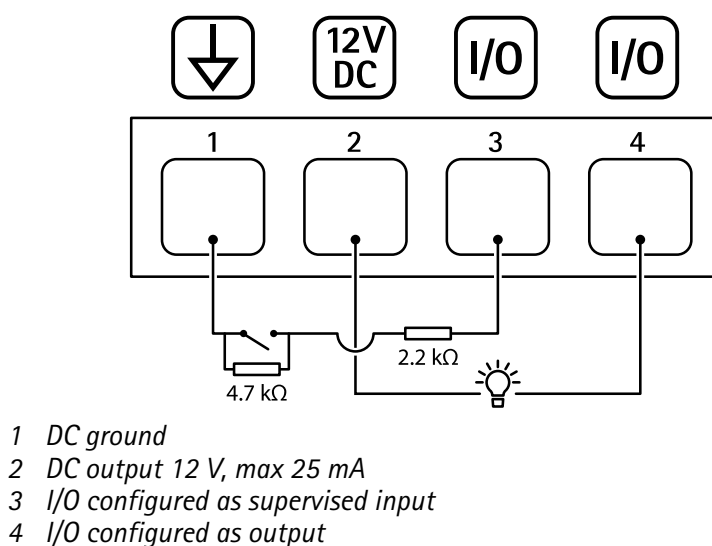 12V
DC
I/O
I/O
1
2
3
4
2.2 kΩ
4.7 kΩ
1 DC ground
2 DC output 12 V, max 25 mA
3 I/O configured as supervised input
4 I/O configured as output